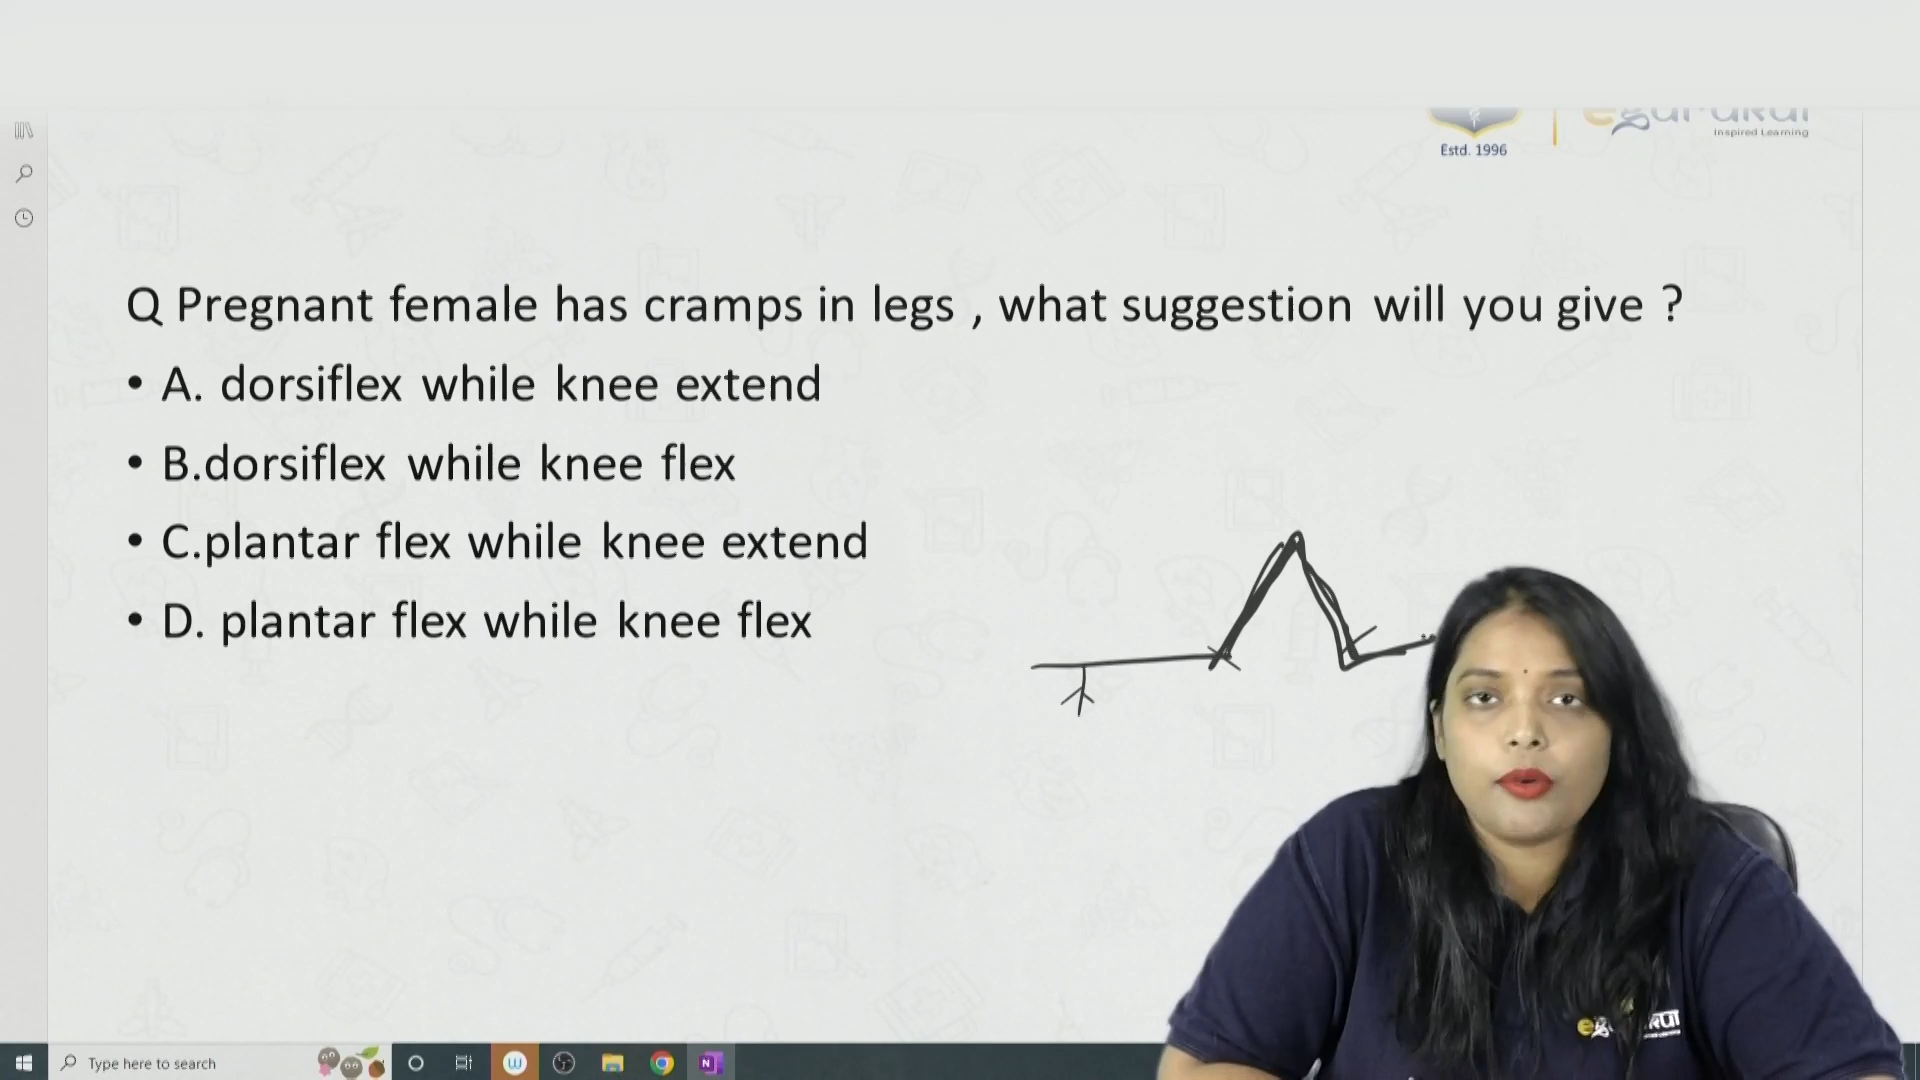 egurukul
Inspired Learning
Estd. 1996
Q Pregnant female has cramps in legs , what suggestion will you give ?
• A. dorsiflex while knee extend
• B.dorsiflex while knee flex
• C.plantar flex while knee extend
• D. plantar flex while knee flex
Type here to search